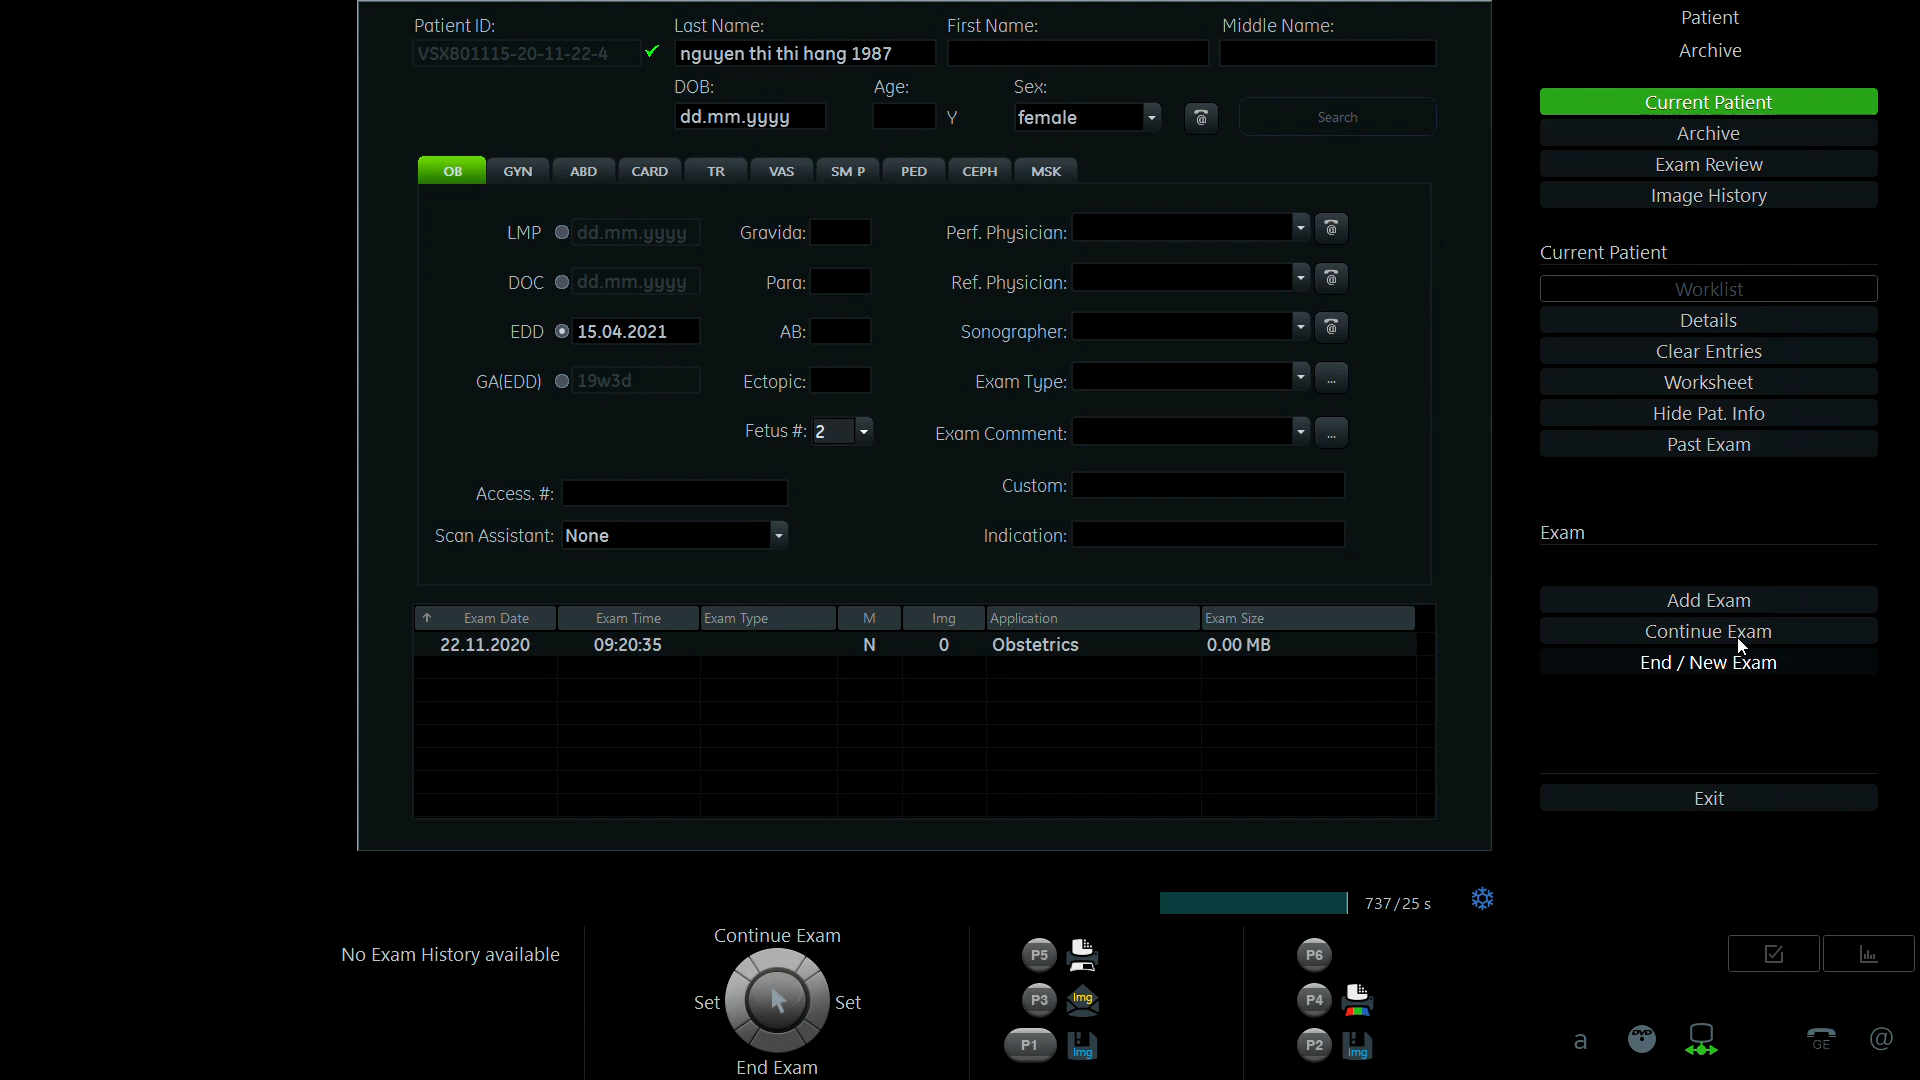 Patient ID: Last Name: First Name: Middle Name:
VSX801115-20-11-22-4 nguyen thi thi hang 1987
DOB: Age: Sex:
dd.mm.yyyy Y female @ Search
OB GYN ABD CARD TR VAS SM P PED CEPH MSK
LMP dd.mm.yyyy Gravida: Perf. Physician: @
DOC dd.mm.yyyy Para: Ref. Physician: @
EDD 15.04.2021 AB: Sonographer: @
GA(EDD) 19w3d Ectopic: Exam Type: ...
Fetus #: 2 Exam Comment: ...
Access. #: Custom:
Scan Assistant: None Indication:
↑ Exam Date Exam Time Exam Type M Img Application Exam Size
22.11.2020 09:20:35 N 0 Obstetrics 0.00 MB
Patient
Archive
Current Patient
Archive
Exam Review
Image History
Current Patient
Worklist
Details
Clear Entries
Worksheet
Hide Pat. Info
Past Exam
Exam
Add Exam
Continue Exam
End / New Exam
Exit
737/25 s
No Exam History available
Continue Exam
Set Set
End Exam
P5 P6
P3 Img P4
P1 Img P2 Img
a DVD GE @